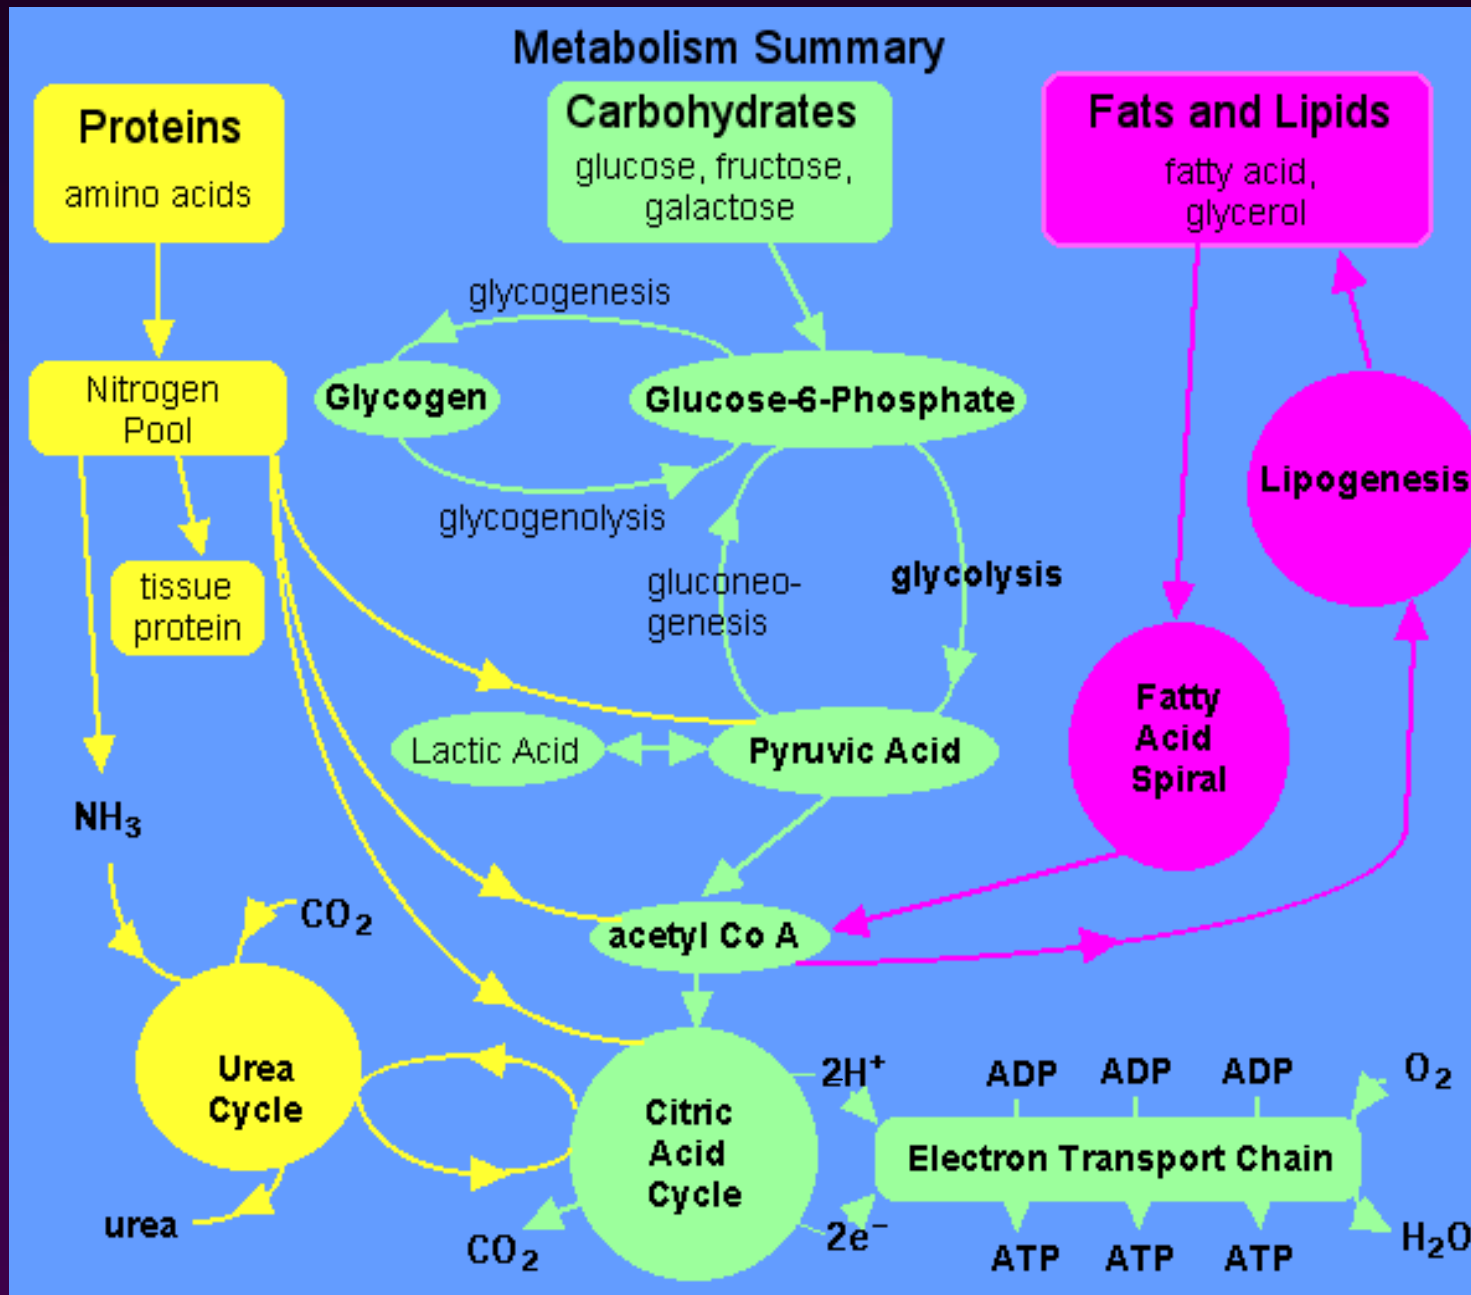 Metabolism Summary
Proteins
amino acids
Carbohydrates
glucose, fructose,
galactose
Fats and Lipids
fatty acid,
glycerol
glycogenesis
Nitrogen
Pool
Glycogen
Glucose-6-Phosphate
Lipogenesis
glycogenolysis
tissue
protein
gluconeo-
genesis
glycolysis
Fatty
Acid
Spiral
Lactic Acid
Pyruvic Acid
NH₃
CO₂
acetyl Co A
Urea
Cycle
urea
Citric
Acid
Cycle
CO₂
2H⁺
2e⁻
ADP ADP ADP
O₂
Electron Transport Chain
ATP ATP ATP
H₂O